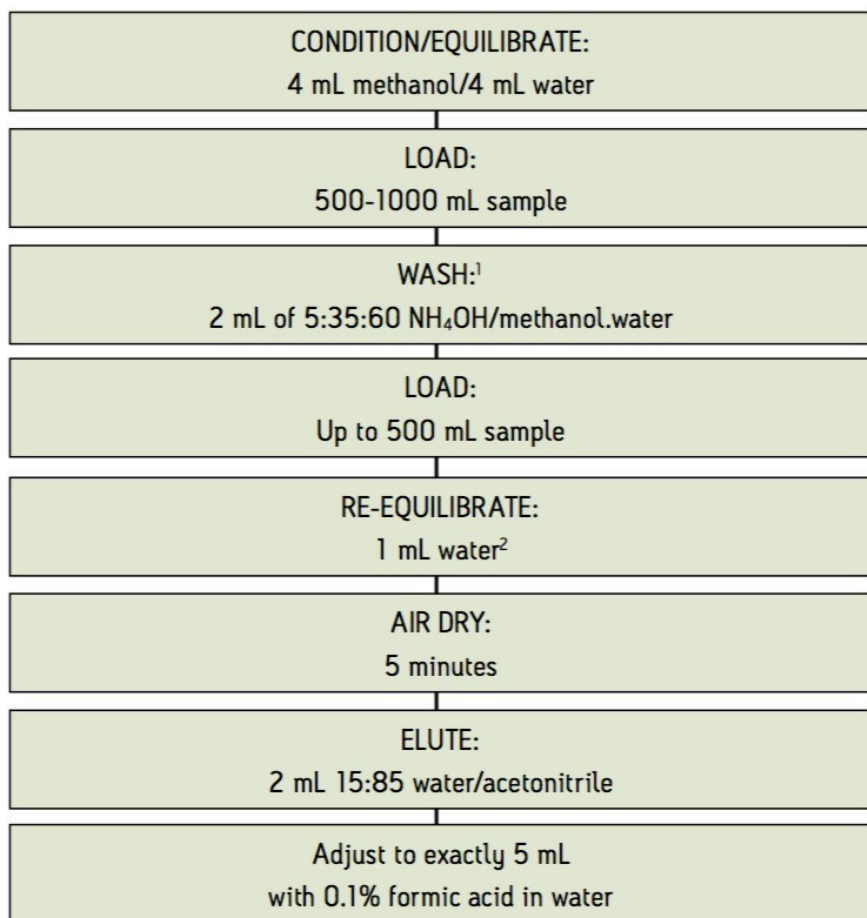 CONDITION/EQUILIBRATE:
4 mL methanol/4 mL water
LOAD:
500-1000 mL sample
WASH:¹
2 mL of 5:35:60 NH₄OH/methanol.water
LOAD:
Up to 500 mL sample
RE-EQUILIBRATE:
1 mL water²
AIR DRY:
5 minutes
ELUTE:
2 mL 15:85 water/acetonitrile
Adjust to exactly 5 mL
with 0.1% formic acid in water